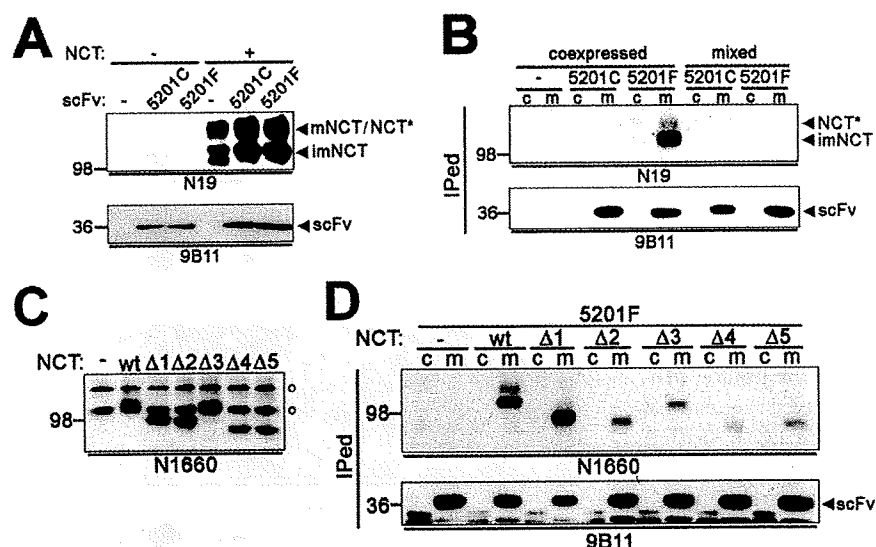 A
NCT: - +
scFv: - 5201C 5201F - 5201C 5201F
mNCT/NCT*
imNCT
98
N19
36
scFv
9B11
B
coexpressed mixed
- 5201C 5201F 5201C 5201F
c m c m c m c m c m
IPed
NCT*
imNCT
98
N19
36
scFv
9B11
C
NCT: - wt Δ1 Δ2 Δ3 Δ4 Δ5
98
N1660
D
5201F
NCT: - wt Δ1 Δ2 Δ3 Δ4 Δ5
c m c m c m c m c m c m c m
IPed
98
N1660
36
scFv
9B11